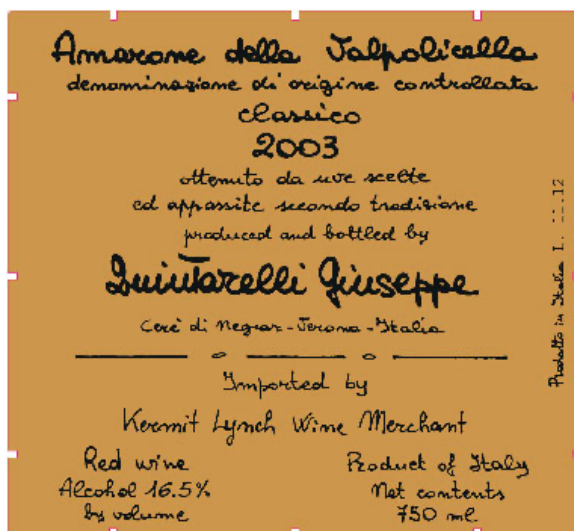 Amarone della Valpolicella
denominazione di origine controllata
classico
2003
ottenuto da uve scelte
ed appassite secondo tradizione
produced and bottled by
Quintarelli Giuseppe
Cerè di Negrar-Verona-Italia
Imported by
Kermit Lynch Wine Merchant
Red wine
Alcohol 16.5%
by volume
Product of Italy
Net contents
750 ml
Prodotto in Italia L.